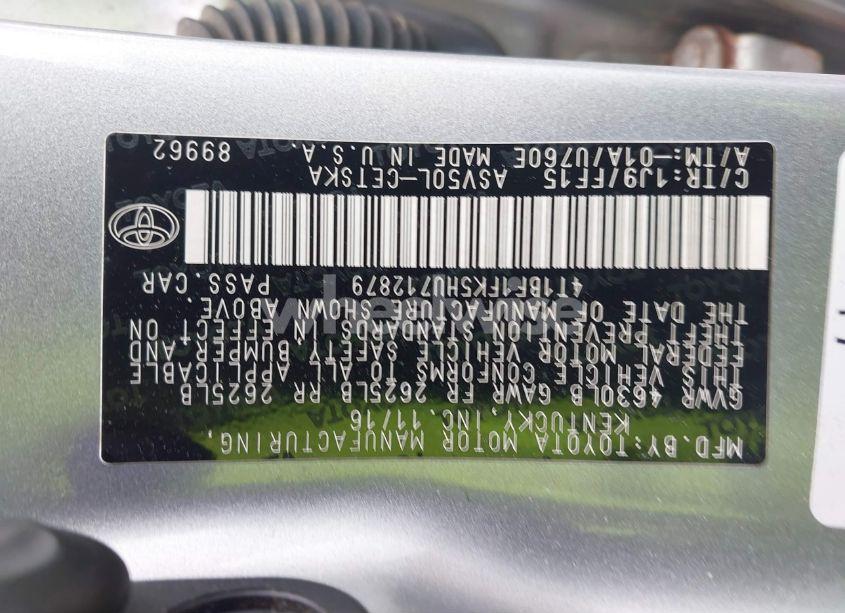 MFD. BY: TOYOTA MOTOR MANUFACTURING,
KENTUCKY, INC. 11/16
GVWR 4630LB GAWR FR 2625LB RR 2625LB
THIS VEHICLE CONFORMS TO ALL APPLICABLE
FEDERAL MOTOR VEHICLE SAFETY, BUMPER AND
THEFT PREVENTION STANDARDS IN EFFECT ON
THE DATE OF MANUFACTURE SHOWN ABOVE.
4T1BF1FK5HU712879 PASS. CAR
C/TR:1J9/FF15 ASV50L-CETSKA
A/TM:-01A/U760E MADE IN U.S.A. 89962